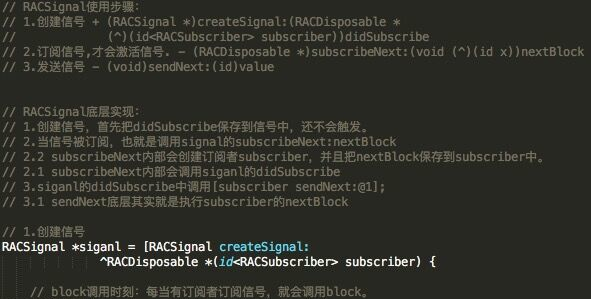 // RACSignal使用步骤：
// 1.创建信号 + (RACSignal *)createSignal:(RACDisposable *
//             (^)(id<RACSubscriber> subscriber))didSubscribe
// 2.订阅信号,才会激活信号. - (RACDisposable *)subscribeNext:(void (^)(id x))nextBlock
// 3.发送信号 - (void)sendNext:(id)value
// RACSignal底层实现：
// 1.创建信号，首先把didSubscribe保存到信号中，还不会触发。
// 2.当信号被订阅，也就是调用signal的subscribeNext:nextBlock
// 2.2 subscribeNext内部会创建订阅者subscriber，并且把nextBlock保存到subscriber中。
// 2.1 subscribeNext内部会调用siganl的didSubscribe
// 3.siganl的didSubscribe中调用[subscriber sendNext:@1];
// 3.1 sendNext底层其实就是执行subscriber的nextBlock
// 1.创建信号
RACSignal *siganl = [RACSignal createSignal:
^RACDisposable *(id<RACSubscriber> subscriber) {
// block调用时刻：每当有订阅者订阅信号，就会调用block。